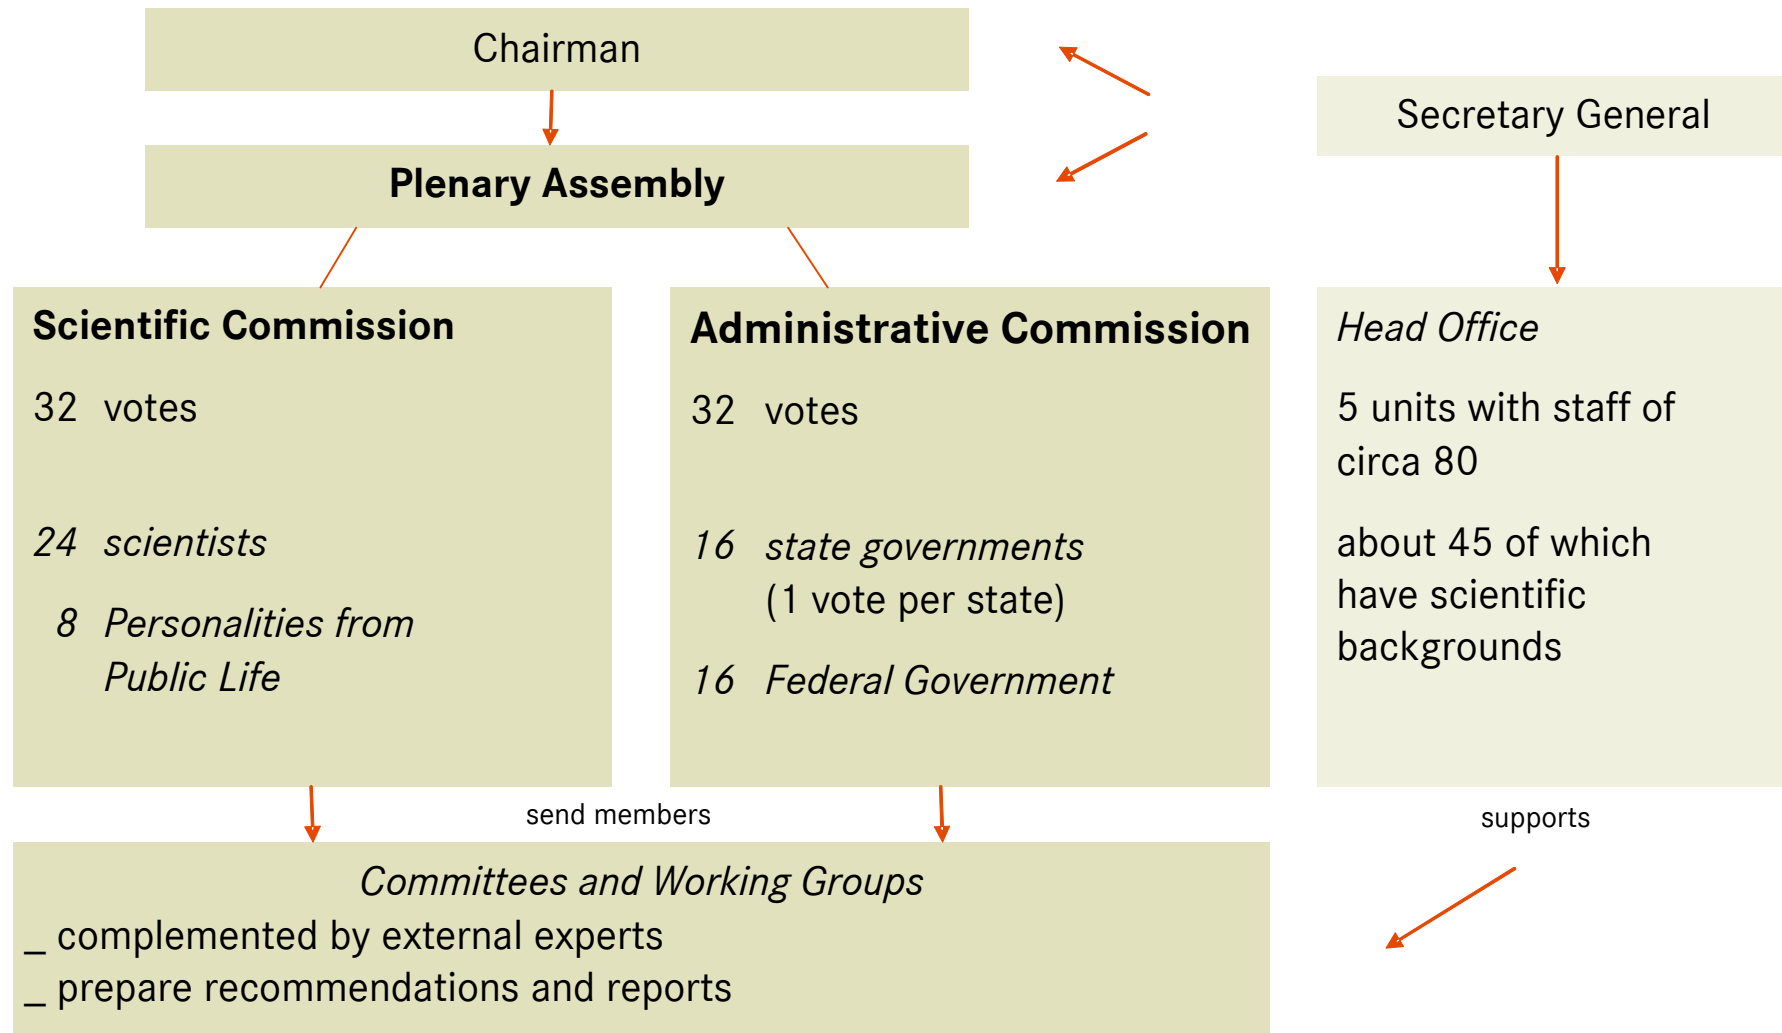 Chairman
Plenary Assembly
Secretary General
Scientific Commission
32 votes
24 scientists
8 Personalities from
Public Life
Administrative Commission
32 votes
16 state governments
(1 vote per state)
16 Federal Government
Head Office
5 units with staff of
circa 80
about 45 of which
have scientific
backgrounds
send members
supports
Committees and Working Groups
_ complemented by external experts
_ prepare recommendations and reports